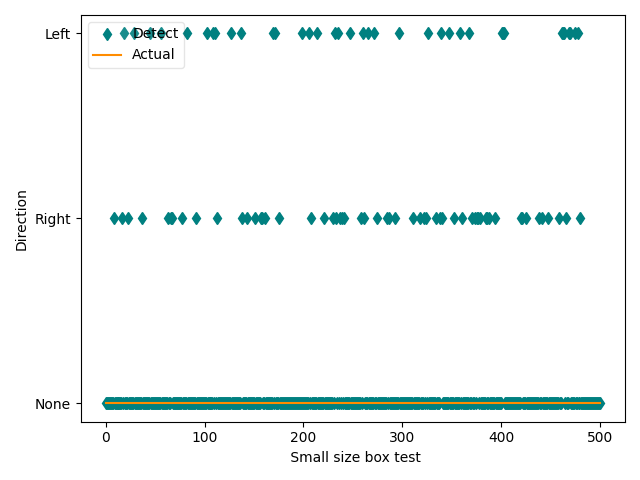 Detect
Actual
Left
Right
None
Direction
0
100
200
300
400
500
Small size box test